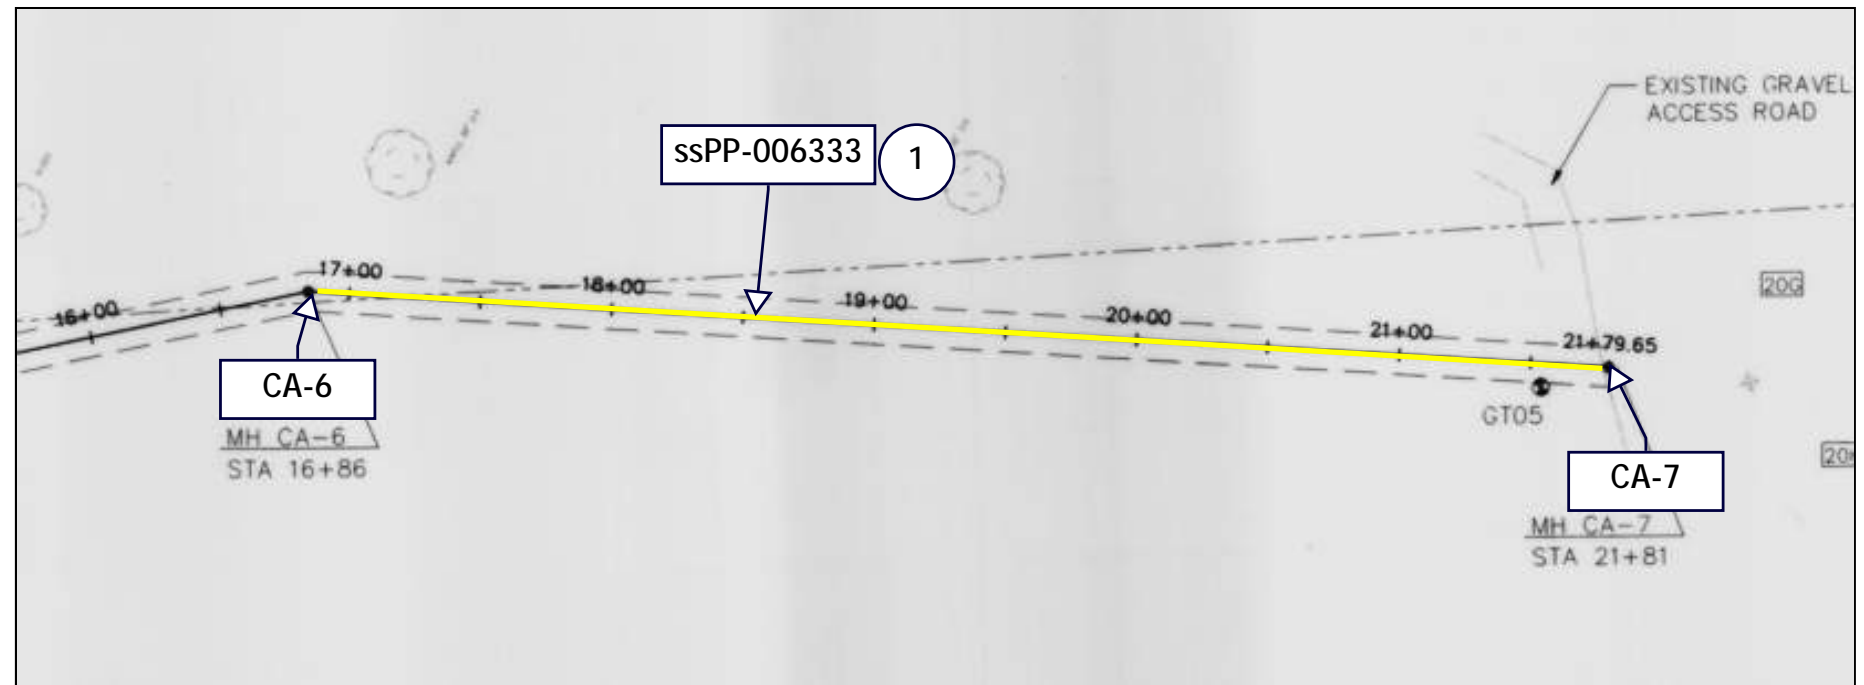 EXISTING GRAVEL
ACCESS ROAD
ssPP-006333
1
17+00
18+00
16+00
19+00
20+00
21+00
21+79.65
20G
CA-6
GT05
MH CA-6
STA 16+86
CA-7
MH CA-7
STA 21+81